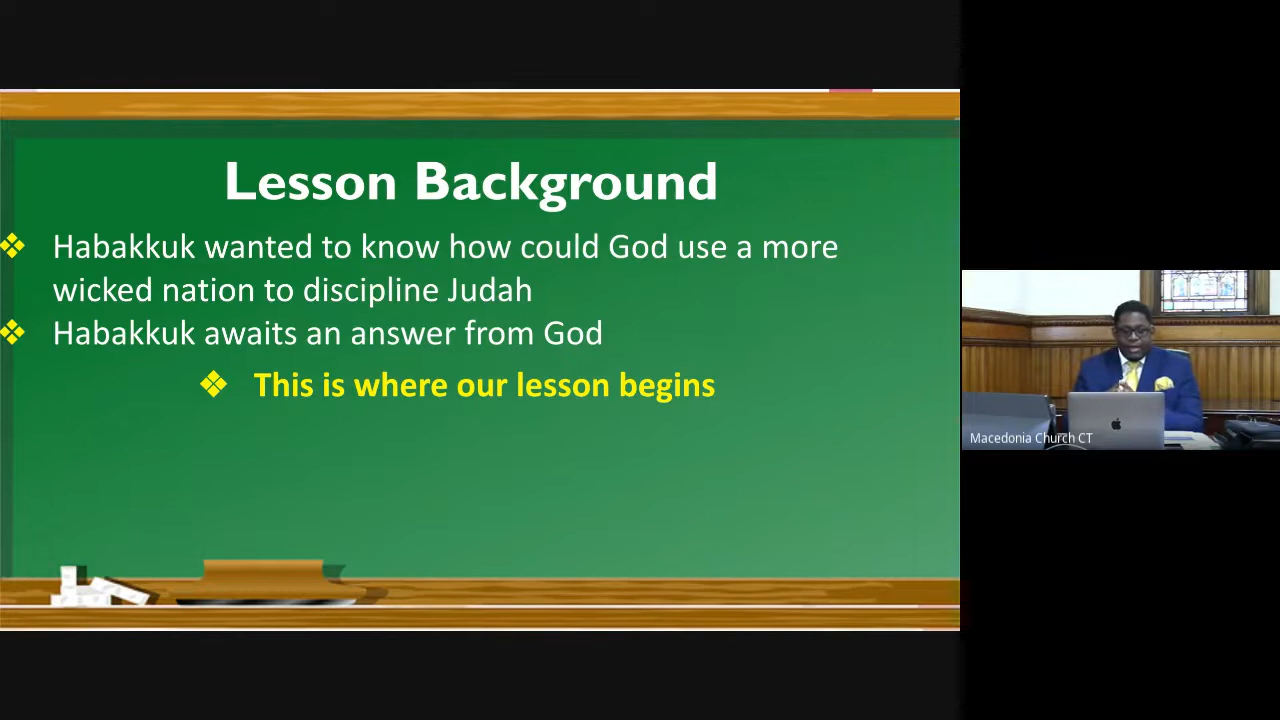 Lesson Background
❖ Habakkuk wanted to know how could God use a more
wicked nation to discipline Judah
❖ Habakkuk awaits an answer from God
❖ This is where our lesson begins
Macedonia Church CT